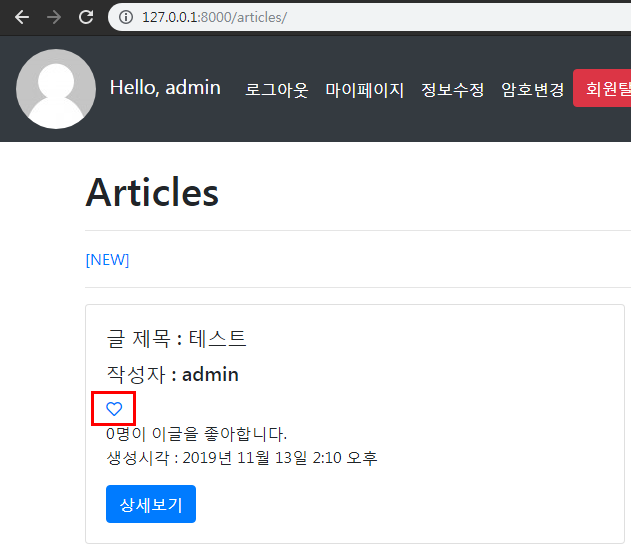 127.0.0.1:8000/articles/
Hello, admin 로그아웃 마이페이지 정보수정 암호변경 회원탈
Articles
[NEW]
글 제목 : 테스트
작성자 : admin
0명이 이글을 좋아합니다.
생성시각 : 2019년 11월 13일 2:10 오후
상세보기